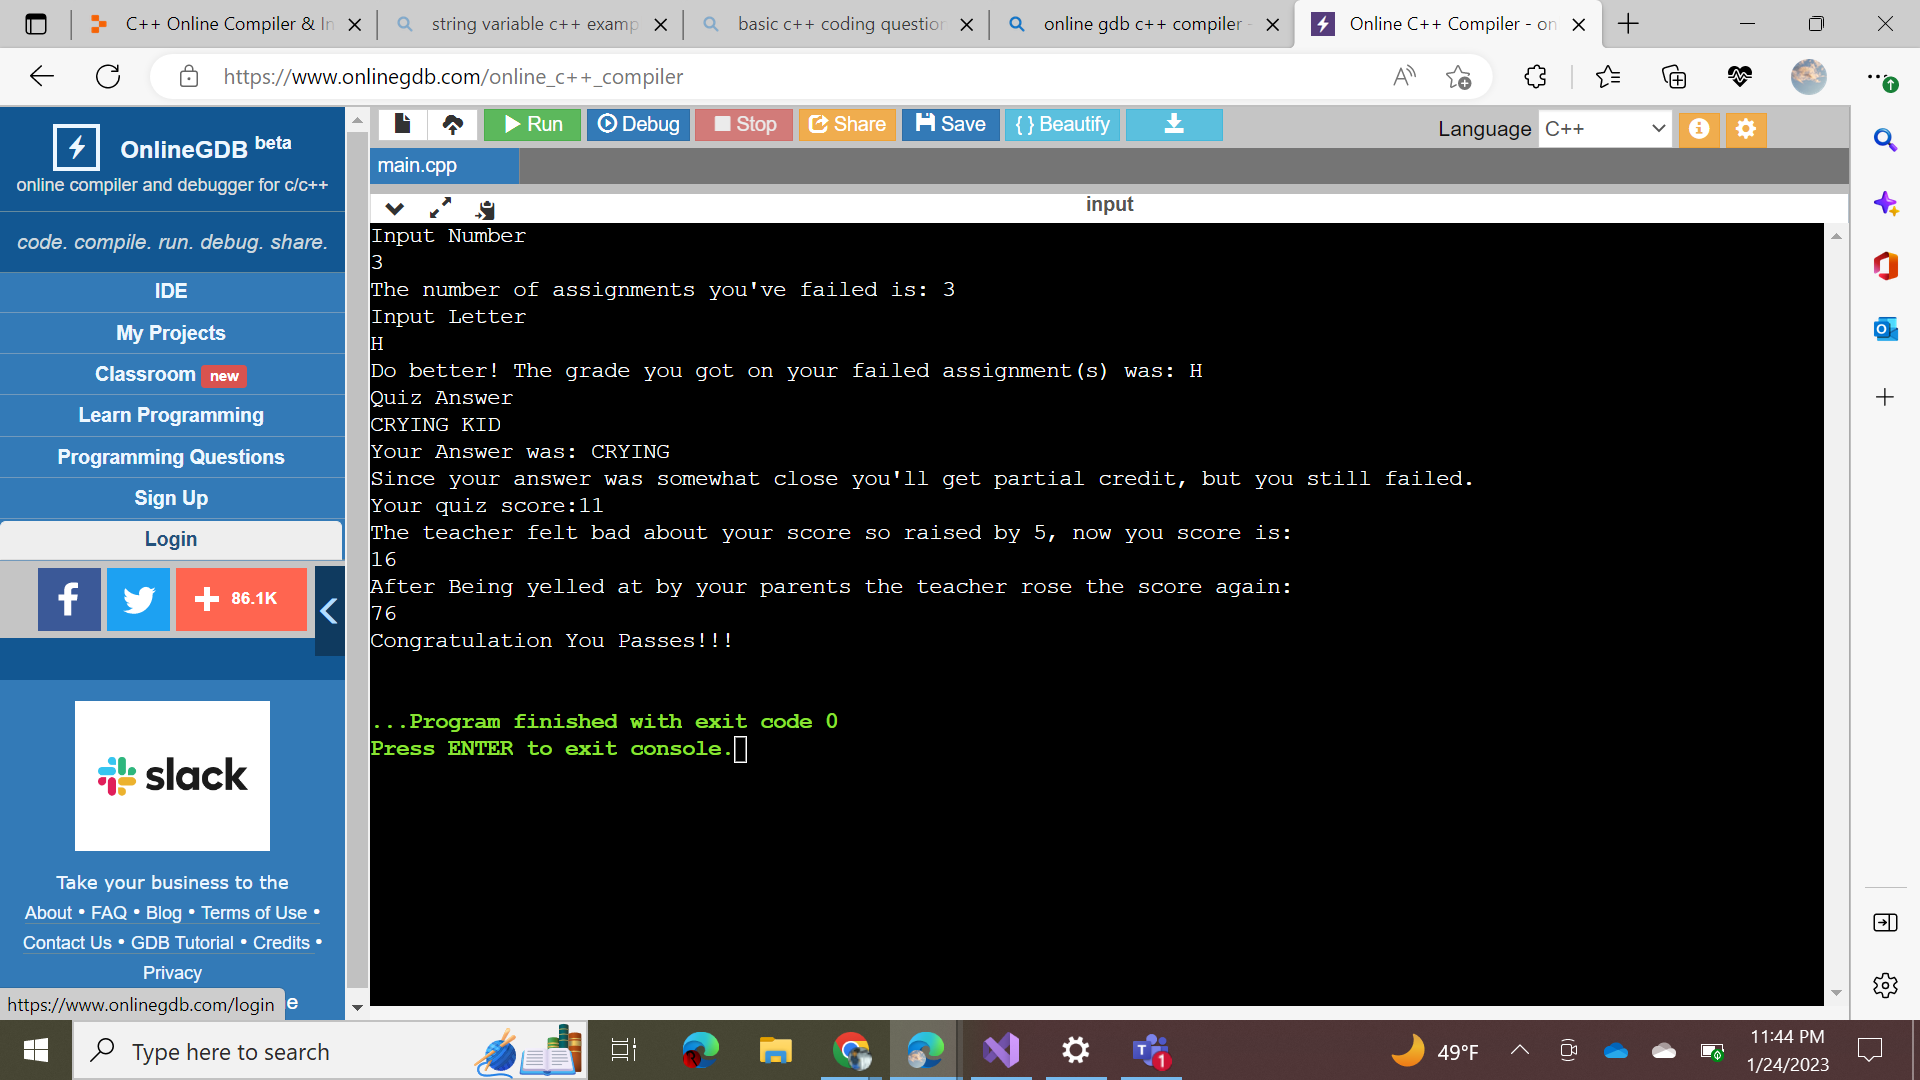 C++ Online Compiler & In
string variable c++ examp
basic c++ coding question
online gdb c++ compiler -
Online C++ Compiler - on
https://www.onlinegdb.com/online_c++_compiler
OnlineGDB beta
online compiler and debugger for c/c++
code. compile. run. debug. share.
IDE
My Projects
Classroom new
Learn Programming
Programming Questions
Sign Up
Login
86.1K
slack
Take your business to the
About • FAQ • Blog • Terms of Use •
Contact Us • GDB Tutorial • Credits •
Privacy
https://www.onlinegdb.com/login
e
Run Debug Stop Share Save { } Beautify
Language C++
main.cpp
input
Input Number
3
The number of assignments you've failed is: 3
Input Letter
H
Do better! The grade you got on your failed assignment(s) was: H
Quiz Answer
CRYING KID
Your Answer was: CRYING
Since your answer was somewhat close you'll get partial credit, but you still failed.
Your quiz score:11
The teacher felt bad about your score so raised by 5, now you score is:
16
After Being yelled at by your parents the teacher rose the score again:
76
Congratulation You Passes!!!
...Program finished with exit code 0
Press ENTER to exit console.
Type here to search
1
49°F
11:44 PM
1/24/2023